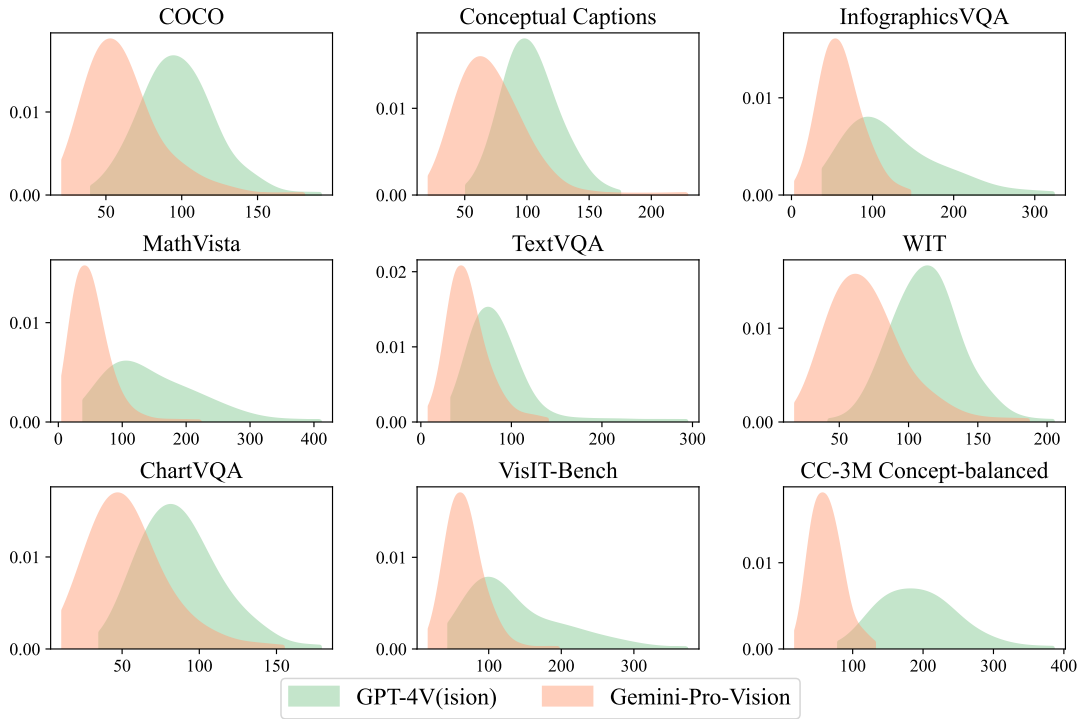 COCO
Conceptual Captions
InfographicsVQA
0.01
0.00
50 100 150
0.01
0.00
50 100 150 200
0.01
0.00
0 100 200 300
MathVista
TextVQA
WIT
0.01
0.00
0 100 200 300 400
0.02
0.01
0.00
0 100 200 300
0.01
0.00
50 100 150 200
ChartVQA
VisIT-Bench
CC-3M Concept-balanced
0.01
0.00
50 100 150
0.01
0.00
100 200 300
0.01
0.00
100 200 300 400
GPT-4V(ision)
Gemini-Pro-Vision